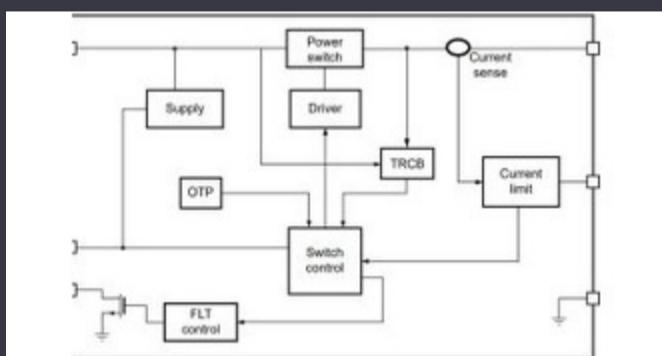 Power
switch
Current
sense
Supply
Driver
TRCB
Current
limit
OTP
Switch
control
FLT
control